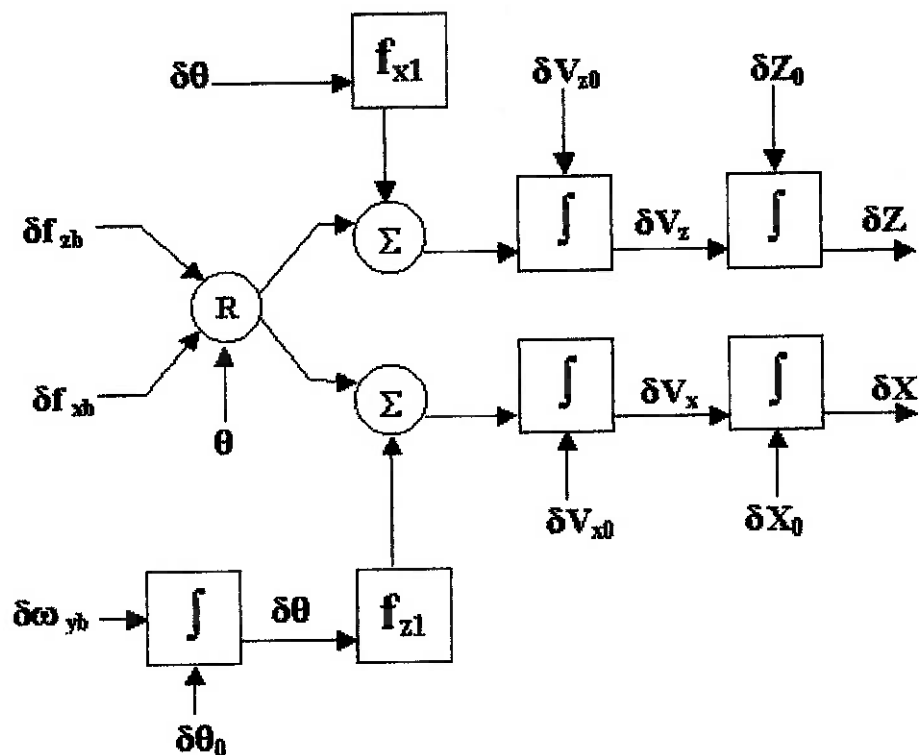 δθ
f_x1
δV_z0
δZ_0
δf_zb
Σ
∫
δV_z
∫
δZ
R
δf_xb
θ
Σ
∫
δV_x
∫
δX
δV_x0
δX_0
δω_yb
∫
δθ
f_z1
δθ_0